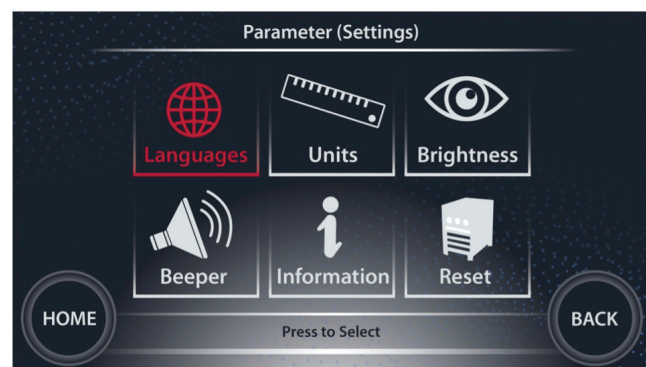 Parameter (Settings)
Languages
Units
Brightness
Beeper
Information
Reset
HOME
Press to Select
BACK